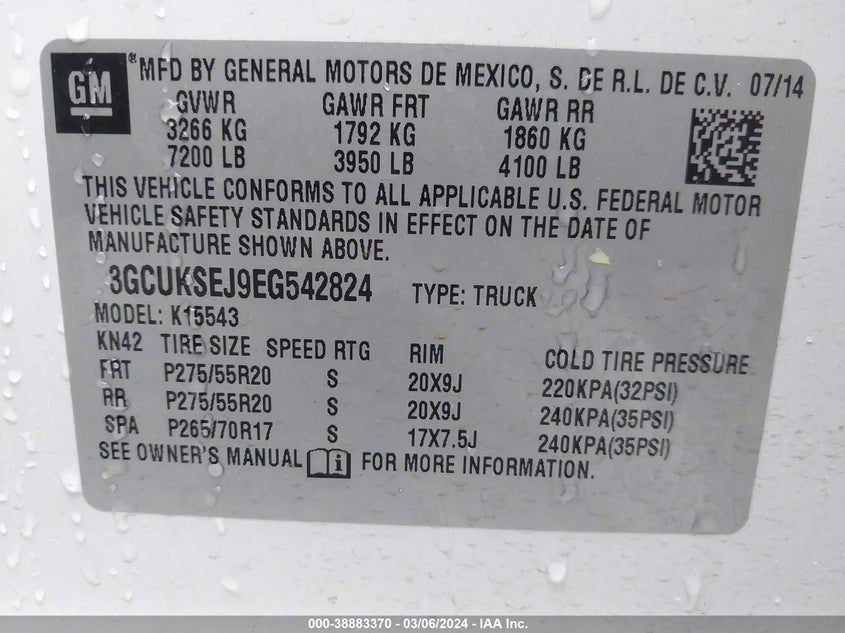 GM ® MFD BY GENERAL MOTORS DE MEXICO, S. DE R.L. DE C.V. 07/14
GVWR GAWR FRT GAWR RR
3266 KG 1792 KG 1860 KG
7200 LB 3950 LB 4100 LB
THIS VEHICLE CONFORMS TO ALL APPLICABLE U.S. FEDERAL MOTOR
VEHICLE SAFETY STANDARDS IN EFFECT ON THE DATE OF
MANUFACTURE SHOWN ABOVE.
3GCUKSEJ9EG542824 TYPE: TRUCK
MODEL: K15543
KN42 TIRE SIZE SPEED RTG RIM COLD TIRE PRESSURE
FRT P275/55R20 S 20X9J 220KPA(32PSI)
RR P275/55R20 S 20X9J 240KPA(35PSI)
SPA P265/70R17 S 17X7.5J 240KPA(35PSI)
SEE OWNER'S MANUAL i FOR MORE INFORMATION.
000-38883370 - 03/06/2024 - IAA Inc.